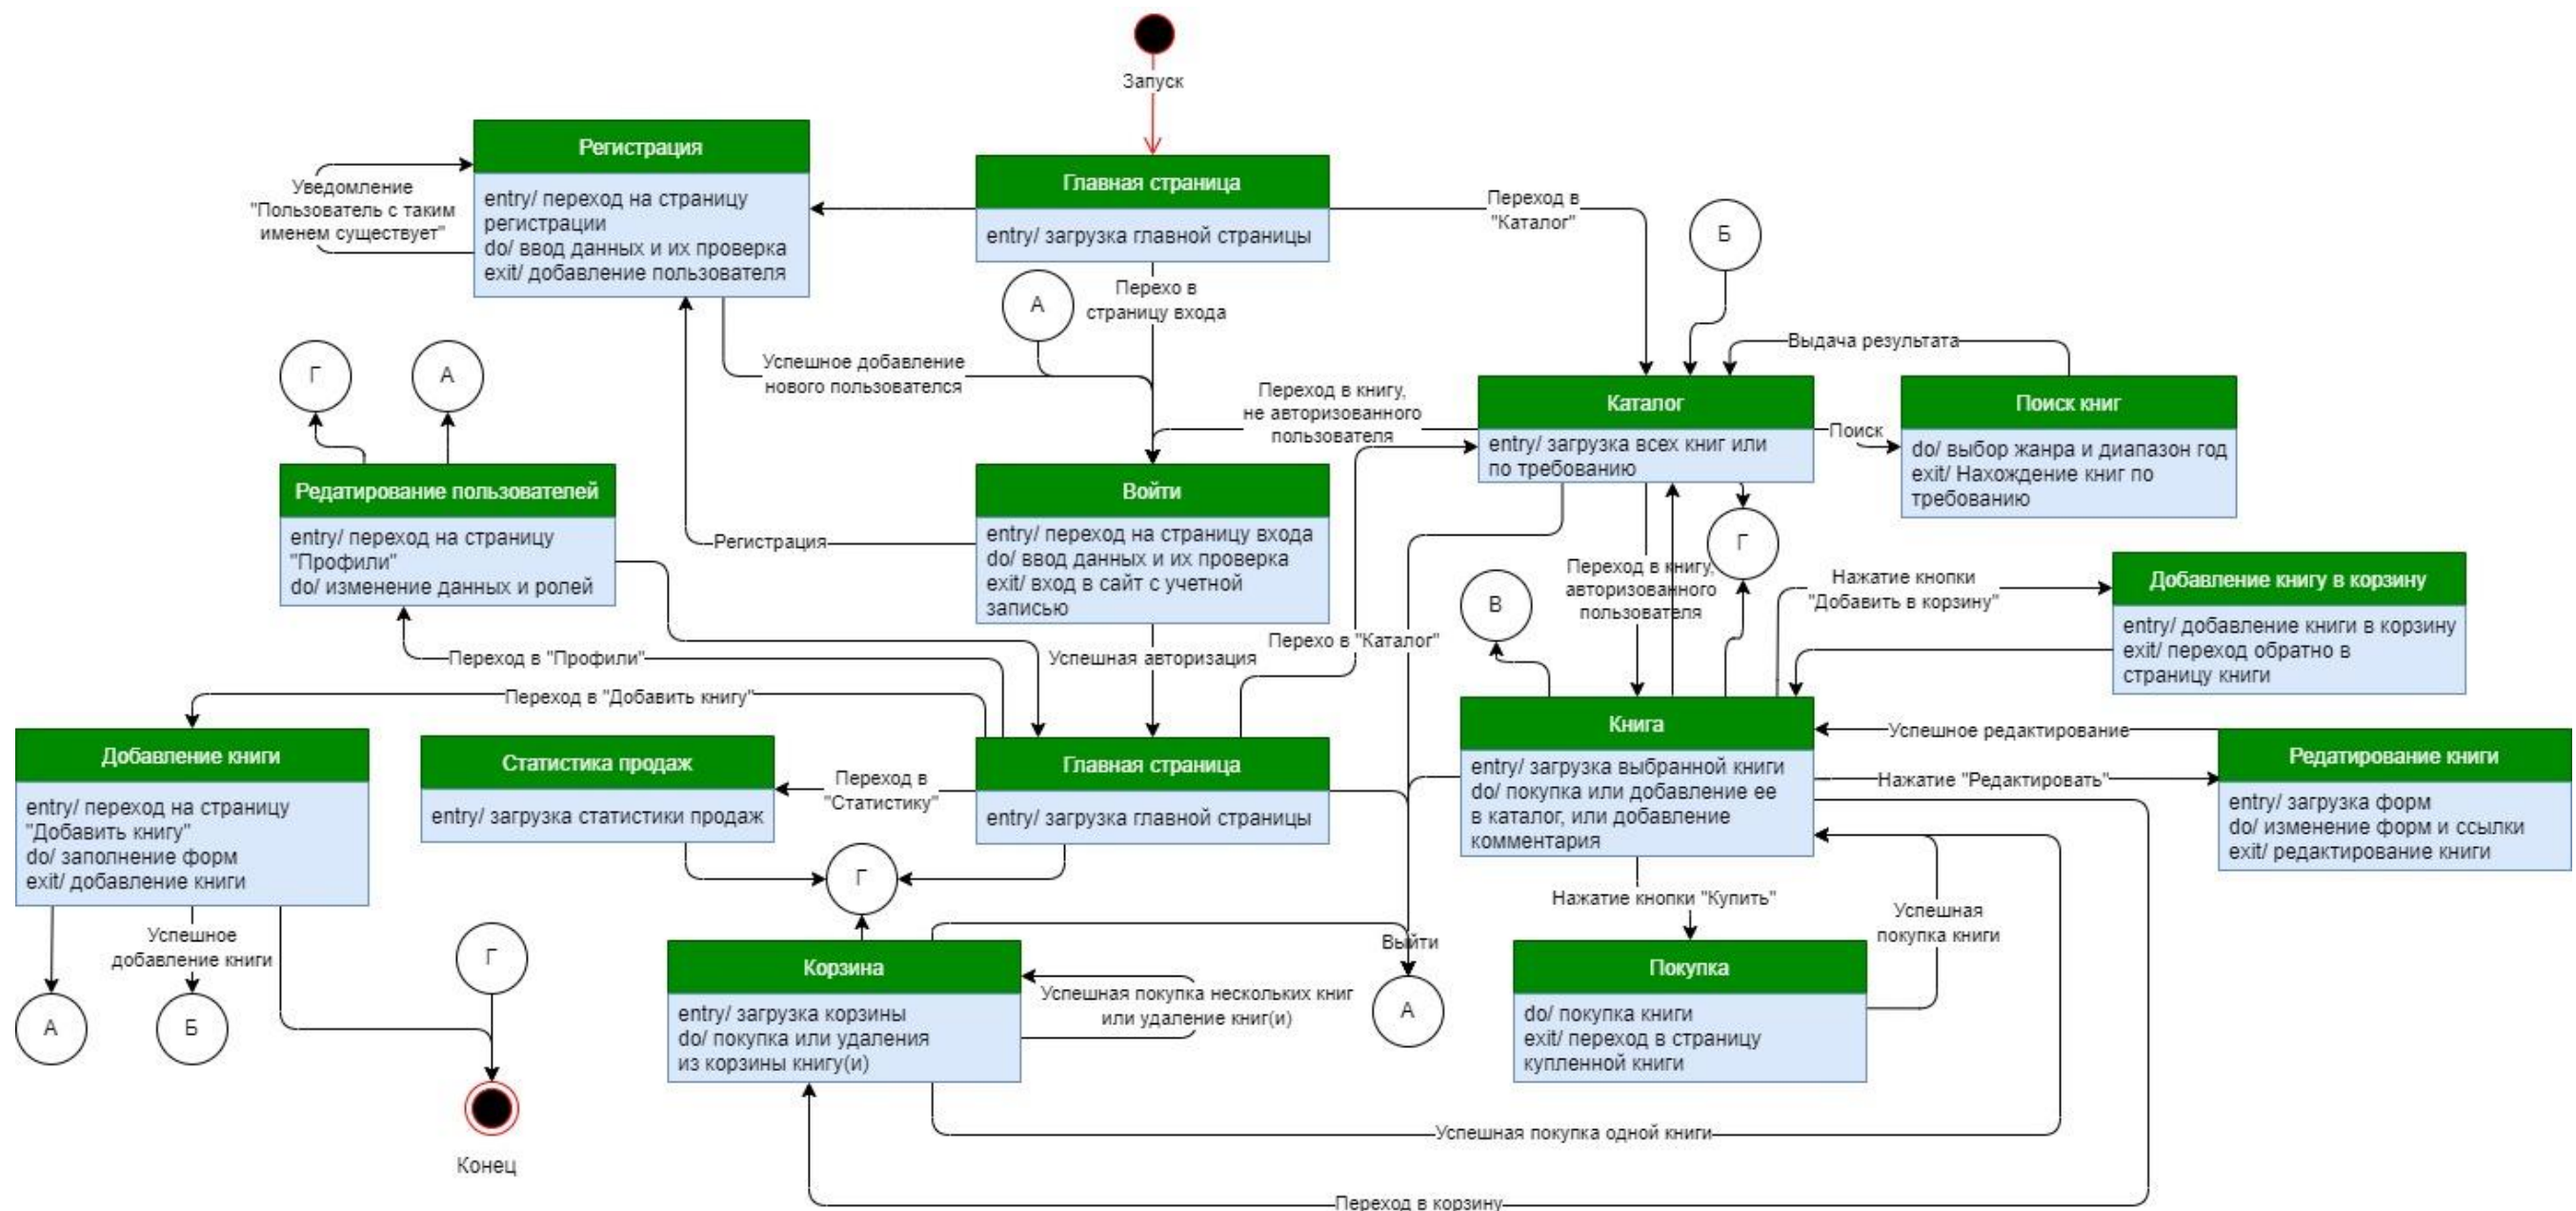 Запуск
Регистрация
entry/ переход на страницу
регистрации
do/ ввод данных и их проверка
exit/ добавление пользователя
Уведомление
"Пользователь с таким
именем существует"
Главная страница
entry/ загрузка главной страницы
Переход в
"Каталог"
Б
А
Перехо в
страницу входа
Успешное добавление
нового пользователся
Г
А
Выдача результата
Переход в книгу,
не авторизованного
пользователя
Каталог
entry/ загрузка всех книг или
по требованию
Поиск
Поиск книг
do/ выбор жанра и диапазон год
exit/ Нахождение книг по
требованию
Редатирование пользователей
entry/ переход на страницу
"Профили"
do/ изменение данных и ролей
Войти
entry/ переход на страницу входа
do/ ввод данных и их проверка
exit/ вход в сайт с учетной
записью
Регистрация
Г
Переход в книгу,
авторизованного
пользователя
В
Нажатие кнопки
"Добавить в корзину"
Добавление книгу в корзину
entry/ добавление книги в корзину
exit/ переход обратно в
страницу книги
Переход в "Профили"
Успешная авторизация
Перехо в "Каталог"
Переход в "Добавить книгу"
Добавление книги
entry/ переход на страницу
"Добавить книгу"
do/ заполнение форм
exit/ добавление книги
Статистика продаж
entry/ загрузка статистики продаж
Переход в
"Статистику"
Главная страница
entry/ загрузка главной страницы
Книга
entry/ загрузка выбранной книги
do/ покупка или добавление ее
в каталог, или добавление
комментария
Успешное редактирование
Нажатие "Редактировать"
Редатирование книги
entry/ загрузка форм
do/ изменение форм и ссылки
exit/ редактирование книги
Г
Нажатие кнопки "Купить"
Успешная
покупка книги
Успешное
добавление книги
Г
Выйти
А
Б
Корзина
entry/ загрузка корзины
do/ покупка или удаления
из корзины книгу(и)
Успешная покупка нескольких книг
или удаление книг(и)
А
Покупка
do/ покупка книги
exit/ переход в страницу
купленной книги
Успешная покупка одной книги
Конец
Переход в корзину